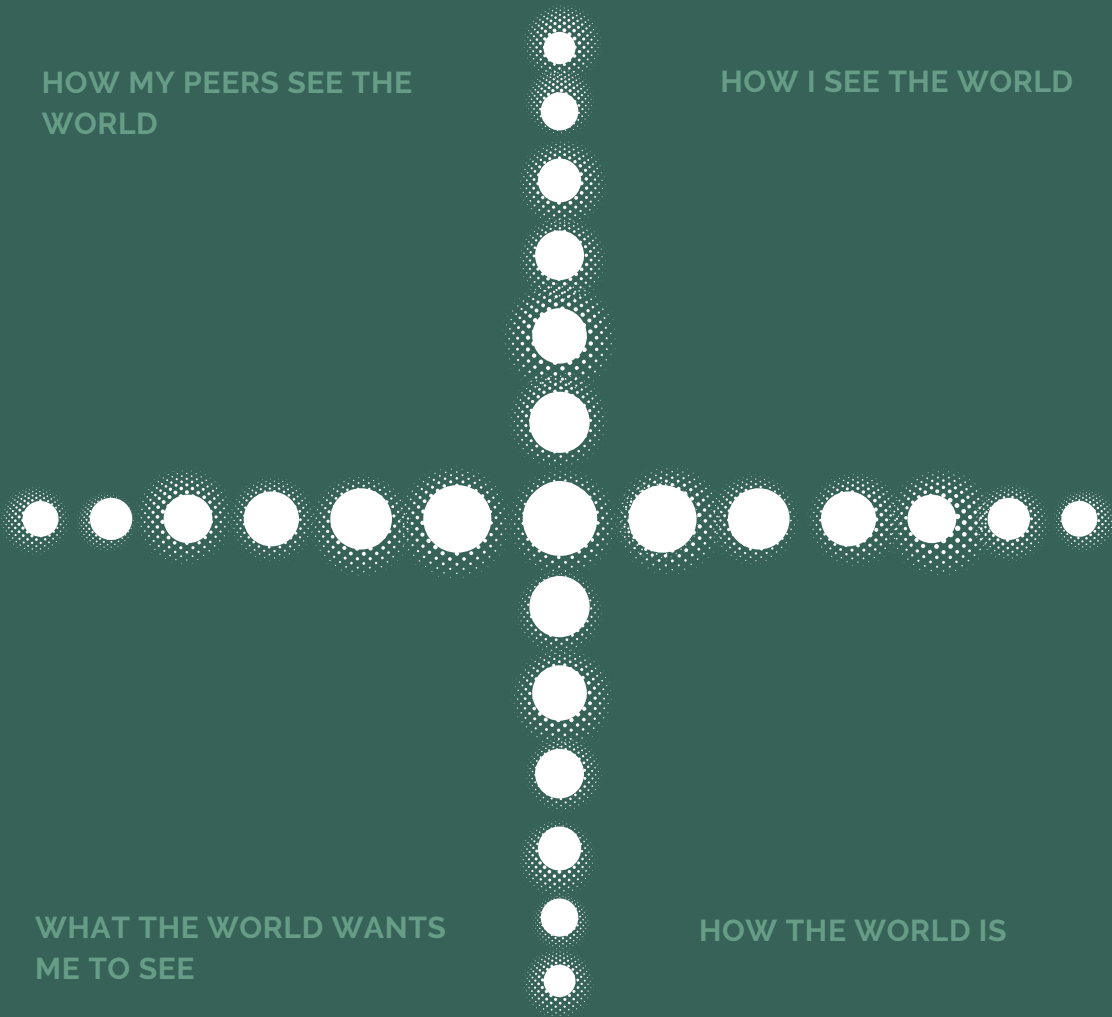 HOW MY PEERS SEE THE
WORLD
HOW I SEE THE WORLD
WHAT THE WORLD WANTS
ME TO SEE
HOW THE WORLD IS